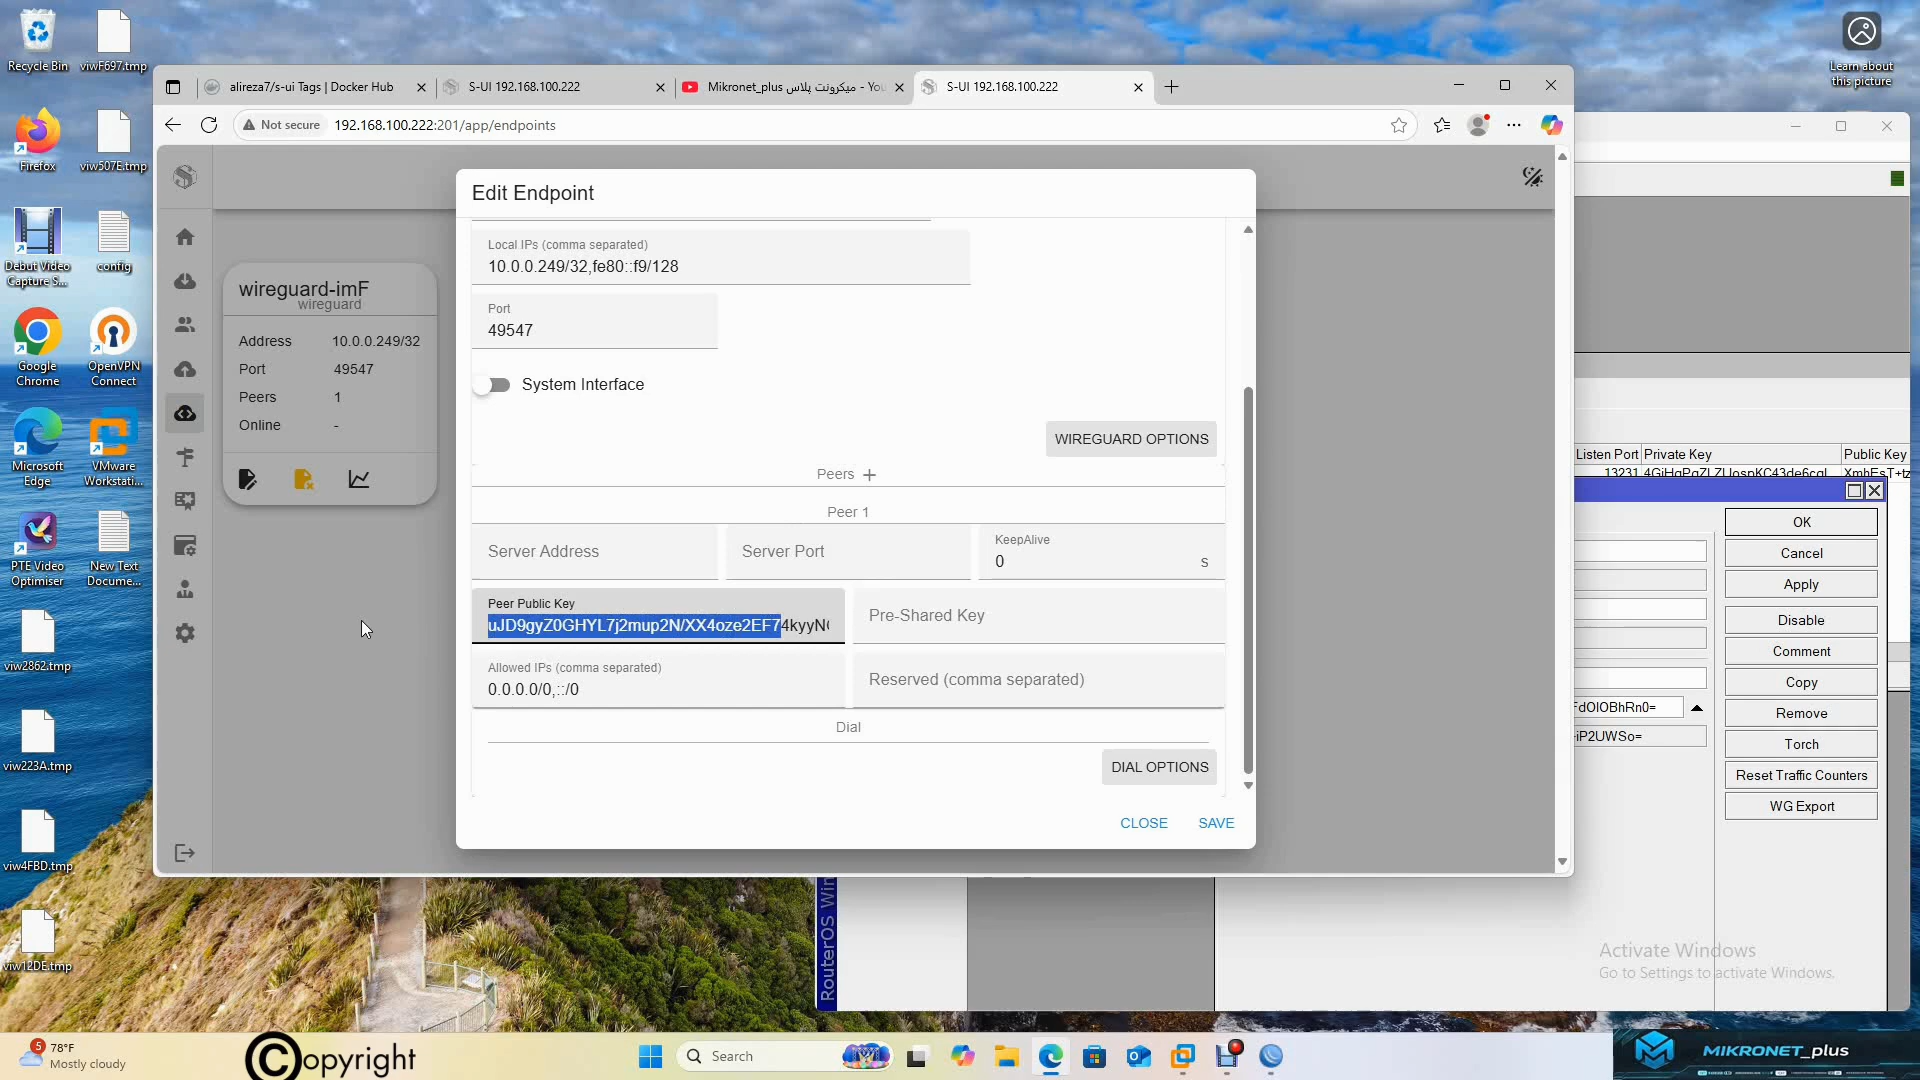 Recycle Bin
viwF697.tmp
Learn about
this picture
alireza7/s-ui Tags | Docker Hub
S-UI 192.168.100.222
Mikronet_plus میکرونت پلاس - Yo
S-UI 192.168.100.222
Not secure
192.168.100.222:201/app/endpoints
Firefox
viw507E.tmp
Edit Endpoint
Debut Video
Capture S...
config
wireguard-imF
wireguard
Address 10.0.0.249/32
Port 49547
Peers 1
Online -
Local IPs (comma separated)
10.0.0.249/32,fe80::f9/128
Port
49547
System Interface
WIREGUARD OPTIONS
Peers +
Peer 1
Server Address
Server Port
KeepAlive
0
s
Peer Public Key
uJD9gyZ0GHYL7j2mup2N/XX4oze2EF74kyyN
Pre-Shared Key
Allowed IPs (comma separated)
0.0.0.0/0,::/0
Reserved (comma separated)
Dial
DIAL OPTIONS
CLOSE
SAVE
Google
Chrome
OpenVPN
Connect
Microsoft
Edge
VMware
Workstati...
PTE Video
Optimiser
New Text
Docume...
viw2862.tmp
viw223A.tmp
viw4FBD.tmp
viw12DE.tmp
Listen Port
Private Key
Public Key
13231
OK
Cancel
Apply
Disable
Comment
Copy
FdOlOBhRn0=
Remove
iP2UWSo=
Torch
Reset Traffic Counters
WG Export
RouterOS Win
Activate Windows
Go to Settings to activate Windows.
5
78°F
Mostly cloudy
Copyright
Search
MIKRONET_plus